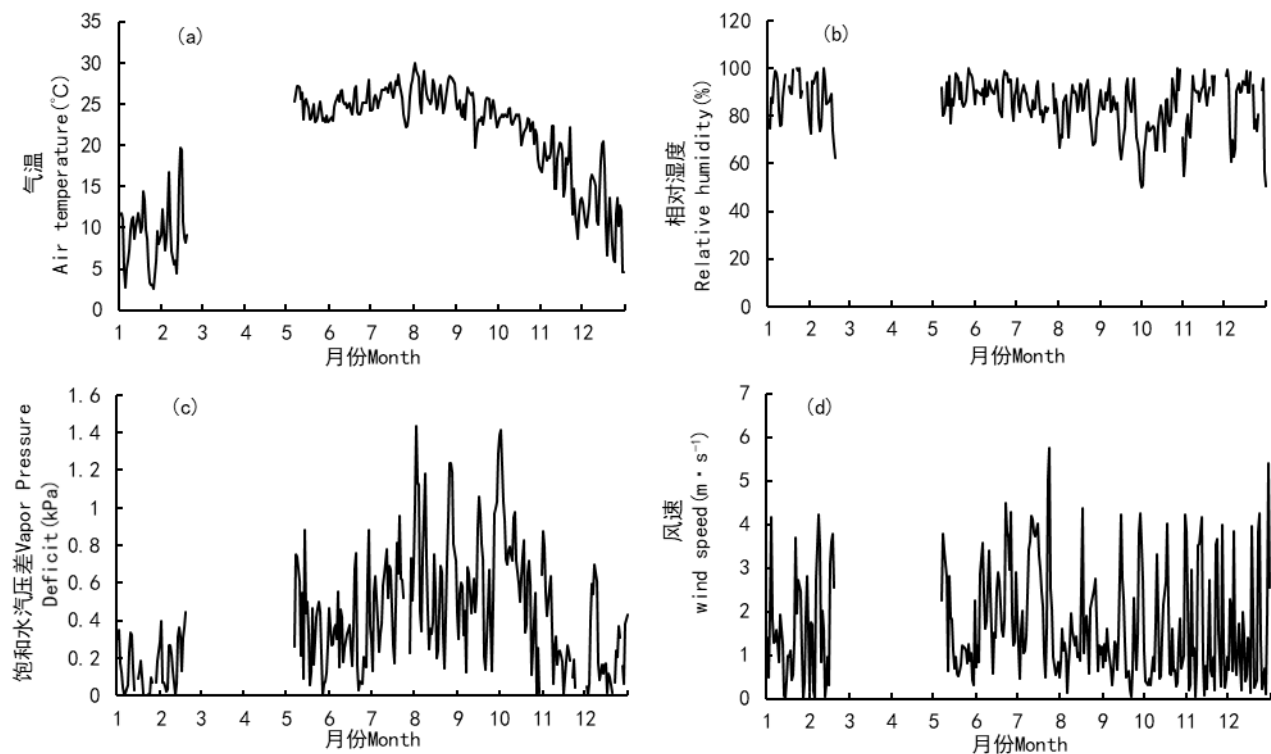 (a)
35
30
25
20
15
10
5
0
气温
Air temperature(℃)
1 2 3 4 5 6 7 8 9 10 11 12
月份Month
(b)
120
100
80
60
40
20
0
相对湿度
Relative humidity(%)
1 2 3 4 5 6 7 8 9 10 11 12
月份Month
(c)
1.6
1.4
1.2
1
0.8
0.6
0.4
0.2
0
饱和水汽压差Vapor Pressure
Deficit(kPa)
1 2 3 4 5 6 7 8 9 10 11 12
月份Month
(d)
7
6
5
4
3
2
1
0
风速
wind speed(m·s⁻¹)
1 2 3 4 5 6 7 8 9 10 11 12
月份Month